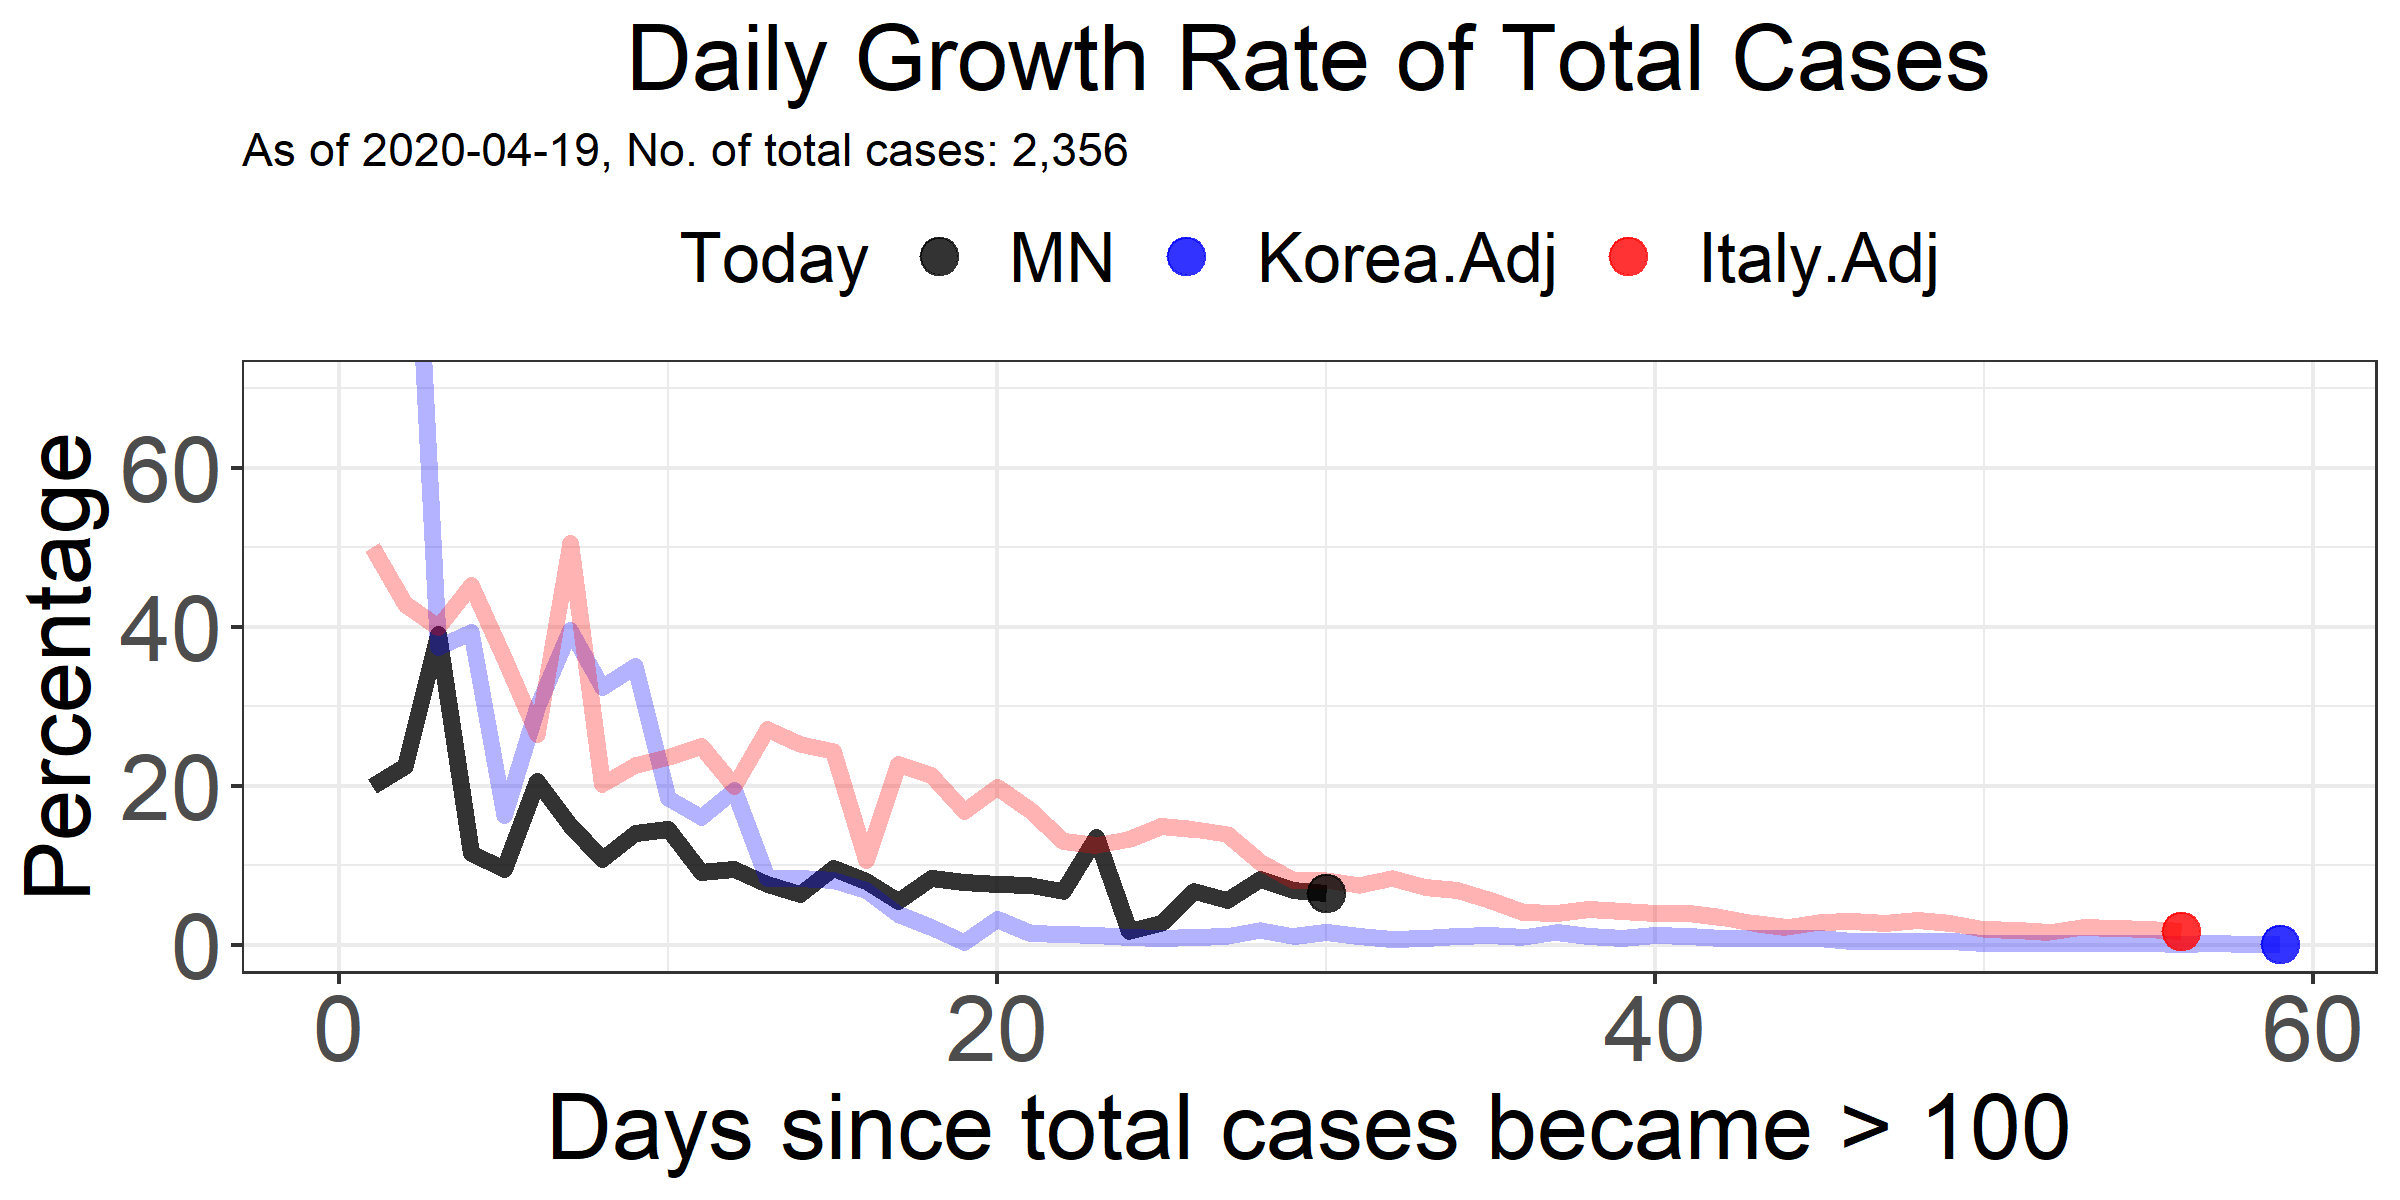 Daily Growth Rate of Total Cases
As of 2020-04-19, No. of total cases: 2,356
Today MN Korea.Adj Italy.Adj
Percentage
60
40
20
0
0 20 40 60
Days since total cases became > 100